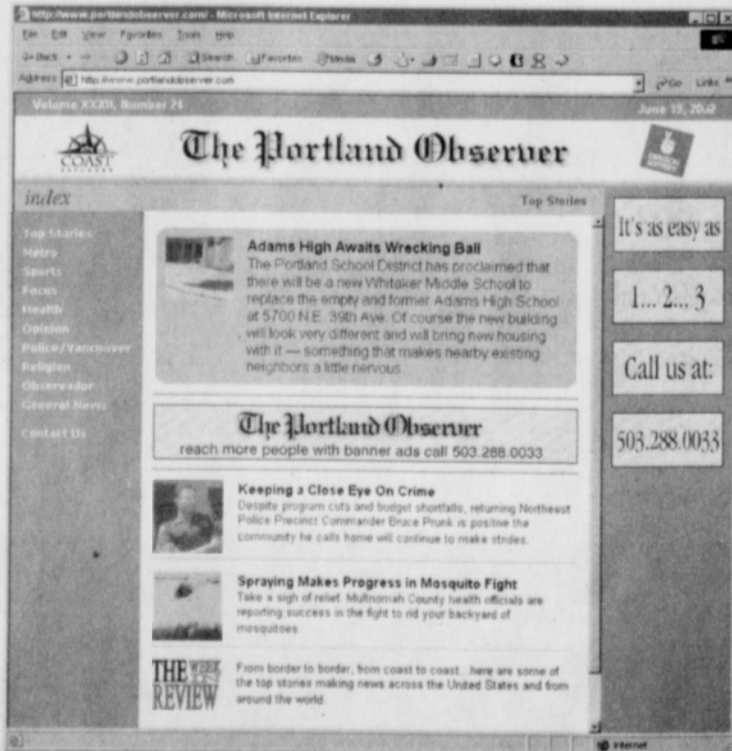 http://www.portlandobserver.com/ - Microsoft Internet Explorer
File Edit View Favorites Tools Help
Back Search Favorites Media
Address http://www.portlandobserver.com Go Links
Volume XXXII, Number 24 June 19, 2002
COAST
The Portland Observer
index Top Stories
Top Stories
Metro
Sports
Focus
Health
Opinion
Police/Vancouver
Religion
Observador
General News
Contact Us
Adams High Awaits Wrecking Ball
The Portland School District has proclaimed that
there will be a new Whitaker Middle School to
replace the empty and former Adams High School
at 5700 N.E. 39th Ave. Of course the new building
will look very different and will bring new housing
with it — something that makes nearby existing
neighbors a little nervous.
The Portland Observer
reach more people with banner ads call 503.288.0033
Keeping a Close Eye On Crime
Despite program cuts and budget shortfalls, returning Northeast
Police Precinct Commander Bruce Prunk is positive the
community he calls home will continue to make strides.
Spraying Makes Progress in Mosquito Fight
Take a sigh of relief. Multnomah County health officials are
reporting success in the fight to rid your backyard of
mosquitoes.
THE WEEK IN REVIEW
From border to border, from coast to coast...here are some of
the top stories making news across the United States and from
around the world.
It's as easy as
1... 2... 3
Call us at:
503.288.0033
Internet